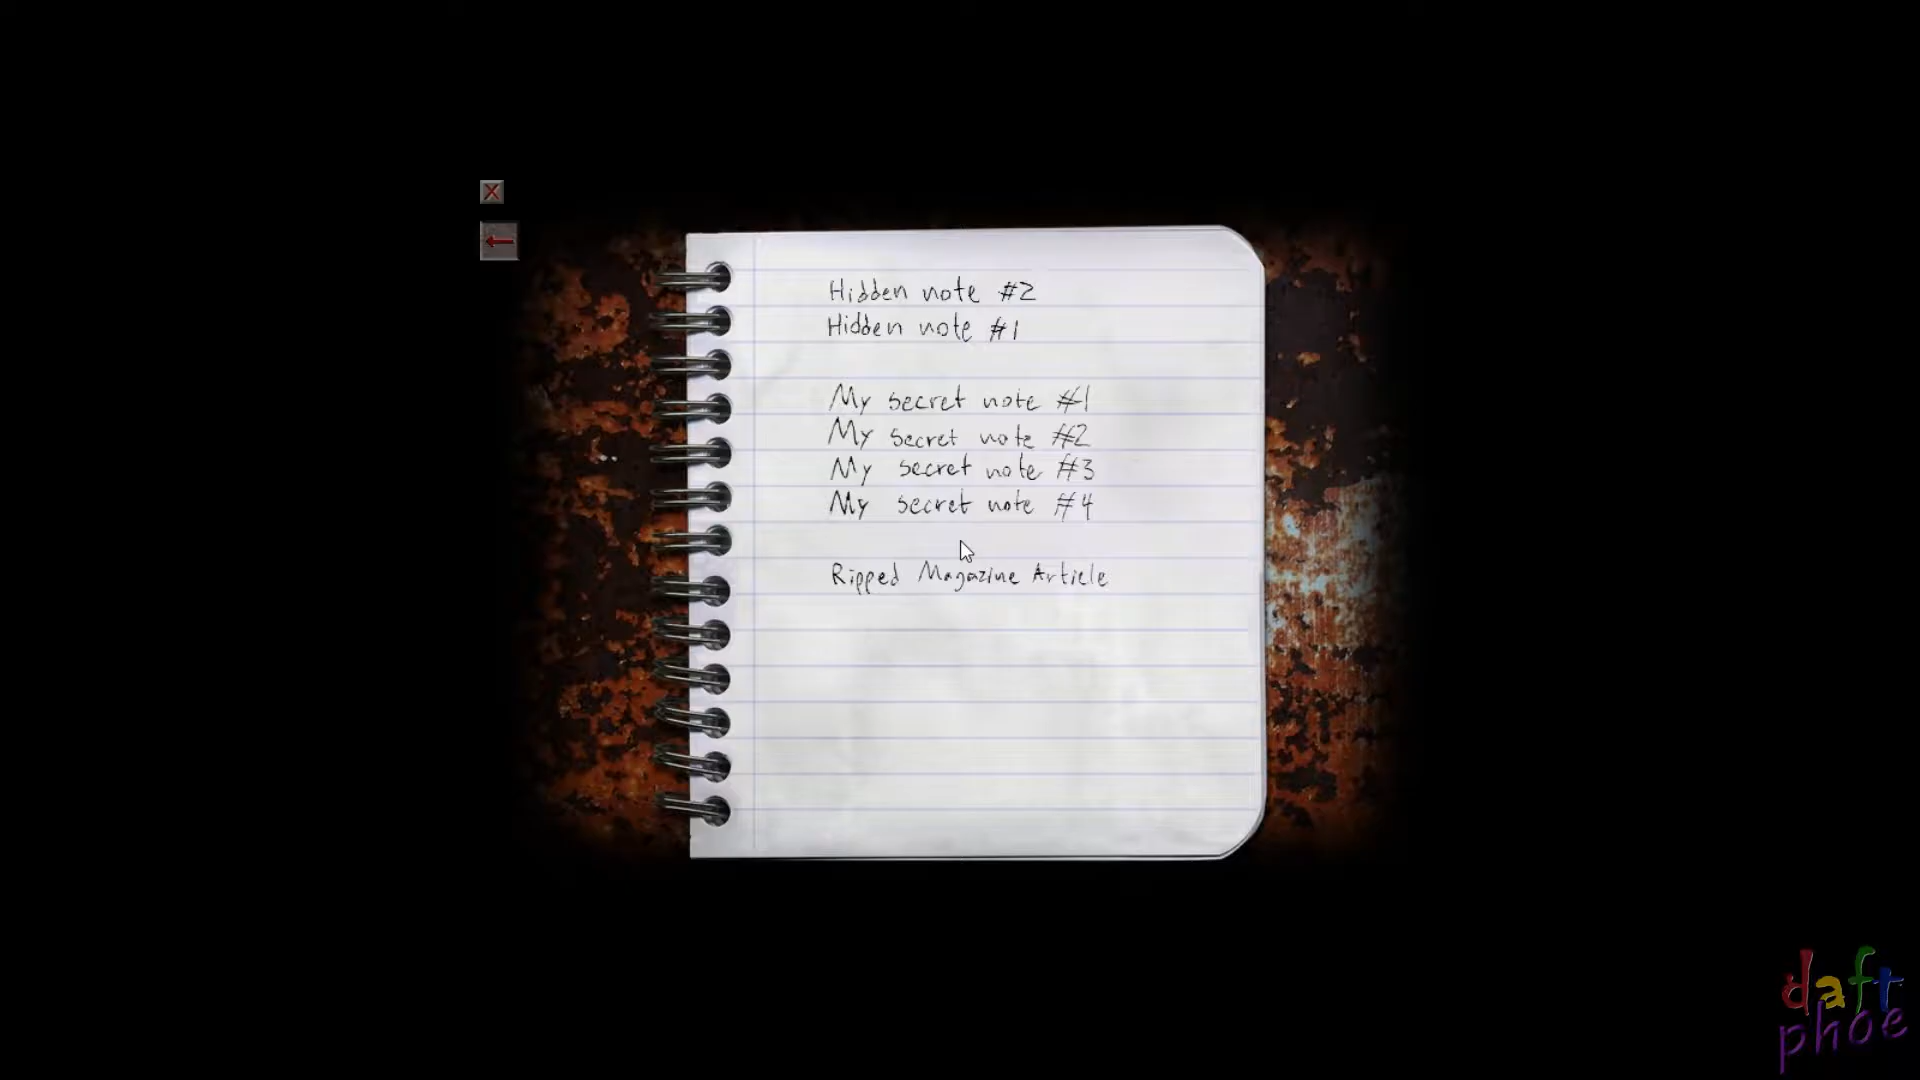 X
Hidden note #2
Hidden note #1
My secret note #1
My secret note #2
My secret note #3
My secret note #4
Ripped Magazine Article
daft
phoe